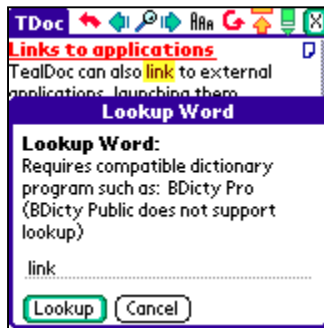 TDoc AAA
Links to applications
TealDoc can also link to external
applications, launching them
Lookup Word
Lookup Word:
Requires compatible dictionary
program such as: BDicty Pro
(BDicty Public does not support
lookup)
link
Lookup Cancel